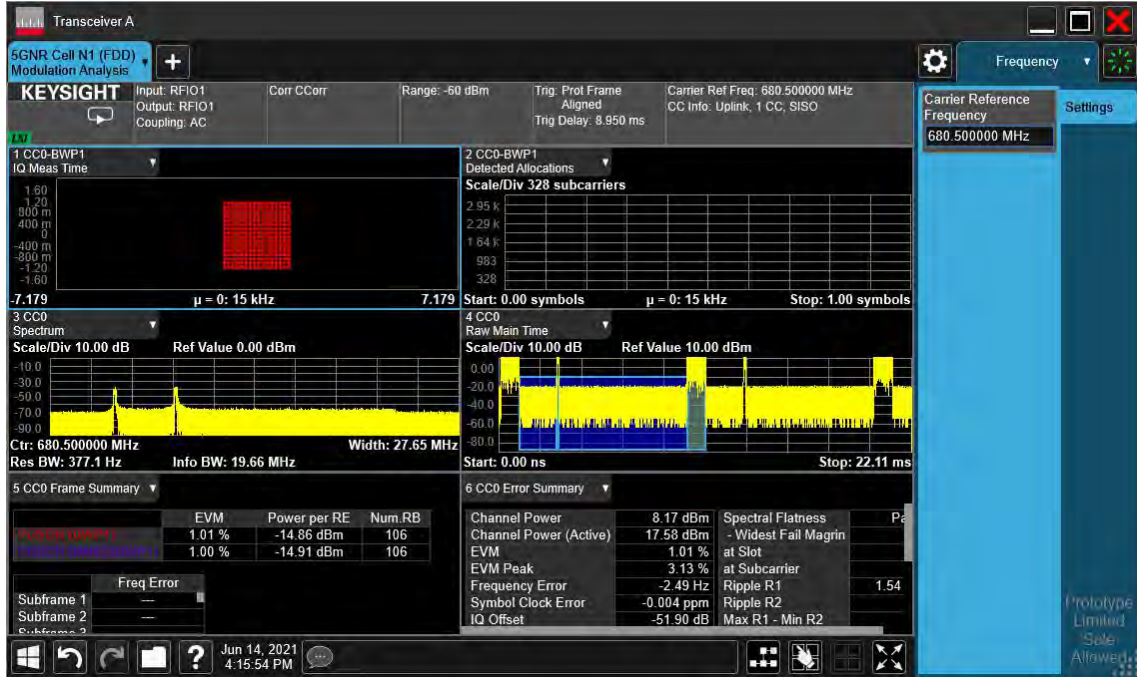 Transceiver A
5GNR Cell N1 (FDD)
Modulation Analysis
Frequency
KEYSIGHT
Input: RFIO1
Output: RFIO1
Coupling: AC
Corr CCorr
Range: -60 dBm
Trig: Prot Frame
Aligned
Trig Delay: 8.950 ms
Carrier Ref Freq: 680.500000 MHz
CC Info: Uplink, 1 CC, SISO
Carrier Reference
Frequency
680.500000 MHz
Settings
1 CC0-BWP1
IQ Meas Time
1.60
1.20
800 m
400 m
0
-400 m
-800 m
-1.20
-1.60
-7.179
µ = 0: 15 kHz
7.179
2 CC0-BWP1
Detected Allocations
Scale/Div 328 subcarriers
2.95 k
2.29 k
1.64 k
983
328
Start: 0.00 symbols
µ = 0: 15 kHz
Stop: 1.00 symbols
3 CC0
Spectrum
Scale/Div 10.00 dB
Ref Value 0.00 dBm
-10.0
-30.0
-50.0
-70.0
-90.0
Ctr: 680.500000 MHz
Width: 27.65 MHz
Res BW: 377.1 Hz
Info BW: 19.66 MHz
4 CC0
Raw Main Time
Scale/Div 10.00 dB
Ref Value 10.00 dBm
0.00
-20.0
-40.0
-60.0
-80.0
Start: 0.00 ns
Stop: 22.11 ms
5 CC0 Frame Summary
EVM Power per RE Num.RB
1.01 % -14.86 dBm 106
1.00 % -14.91 dBm 106
Freq Error
Subframe 1 ---
Subframe 2 ---
Subframe 3
6 CC0 Error Summary
Channel Power 8.17 dBm
Channel Power (Active) 17.58 dBm
EVM 1.01 %
EVM Peak 3.13 %
Frequency Error -2.49 Hz
Symbol Clock Error -0.004 ppm
IQ Offset -51.90 dB
Spectral Flatness Pa
- Widest Fail Magrin
at Slot
at Subcarrier
Ripple R1 1.54
Ripple R2
Max R1 - Min R2
Prototype
Limited
Sale
Allowed
Jun 14, 2021
4:15:54 PM